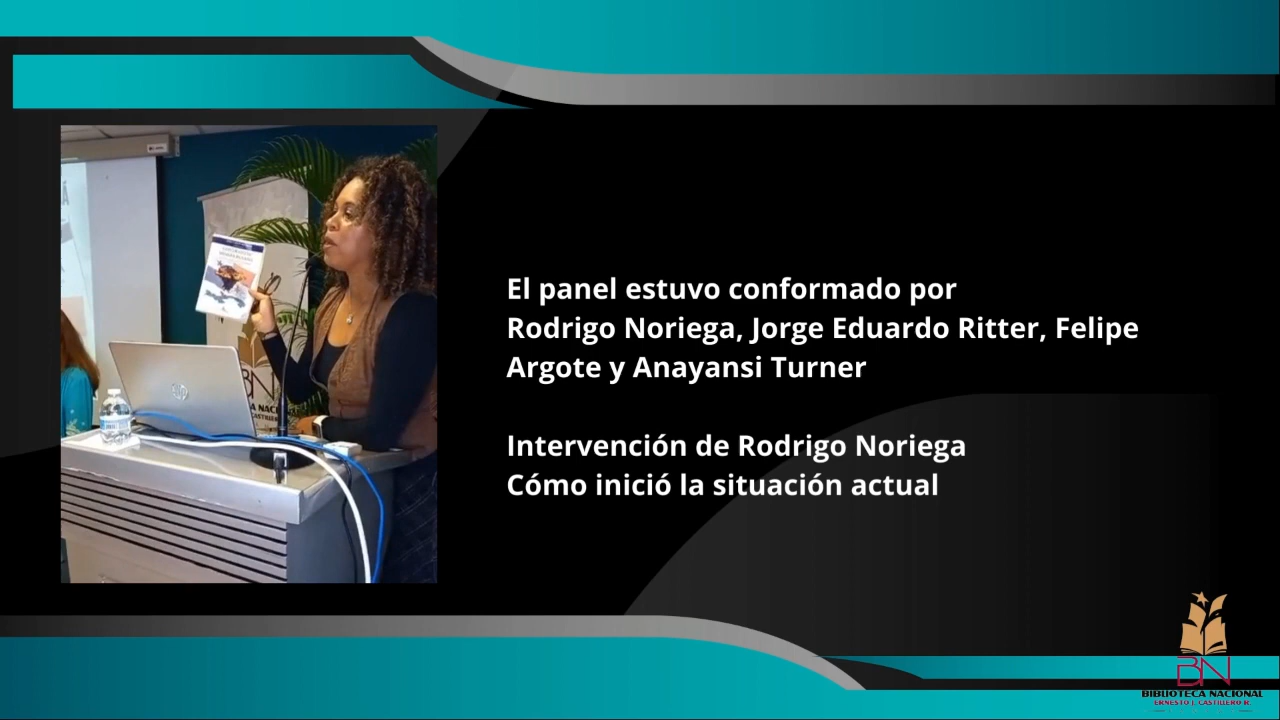 El panel estuvo conformado por
Rodrigo Noriega, Jorge Eduardo Ritter, Felipe
Argote y Anayansi Turner
Intervención de Rodrigo Noriega
Cómo inició la situación actual
BN
BIBLIOTECA NACIONAL
ERNESTO J. CASTILLERO R.